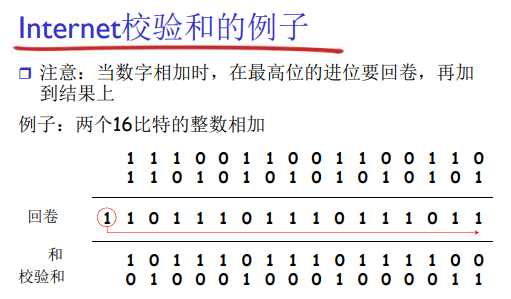 Internet校验和的例子
注意：当数字相加时，在最高位的进位要回卷，再加
到结果上
例子：两个16比特的整数相加
1 1 1 0 0 1 1 0 0 1 1 0 0 1 1 0
1 1 0 1 0 1 0 1 0 1 0 1 0 1 0 1
回卷 1 1 0 1 1 1 0 1 1 1 0 1 1 1 0 1 1
和 1 0 1 1 1 0 1 1 1 0 1 1 1 1 0 0
校验和 0 1 0 0 0 1 0 0 0 1 0 0 0 0 1 1